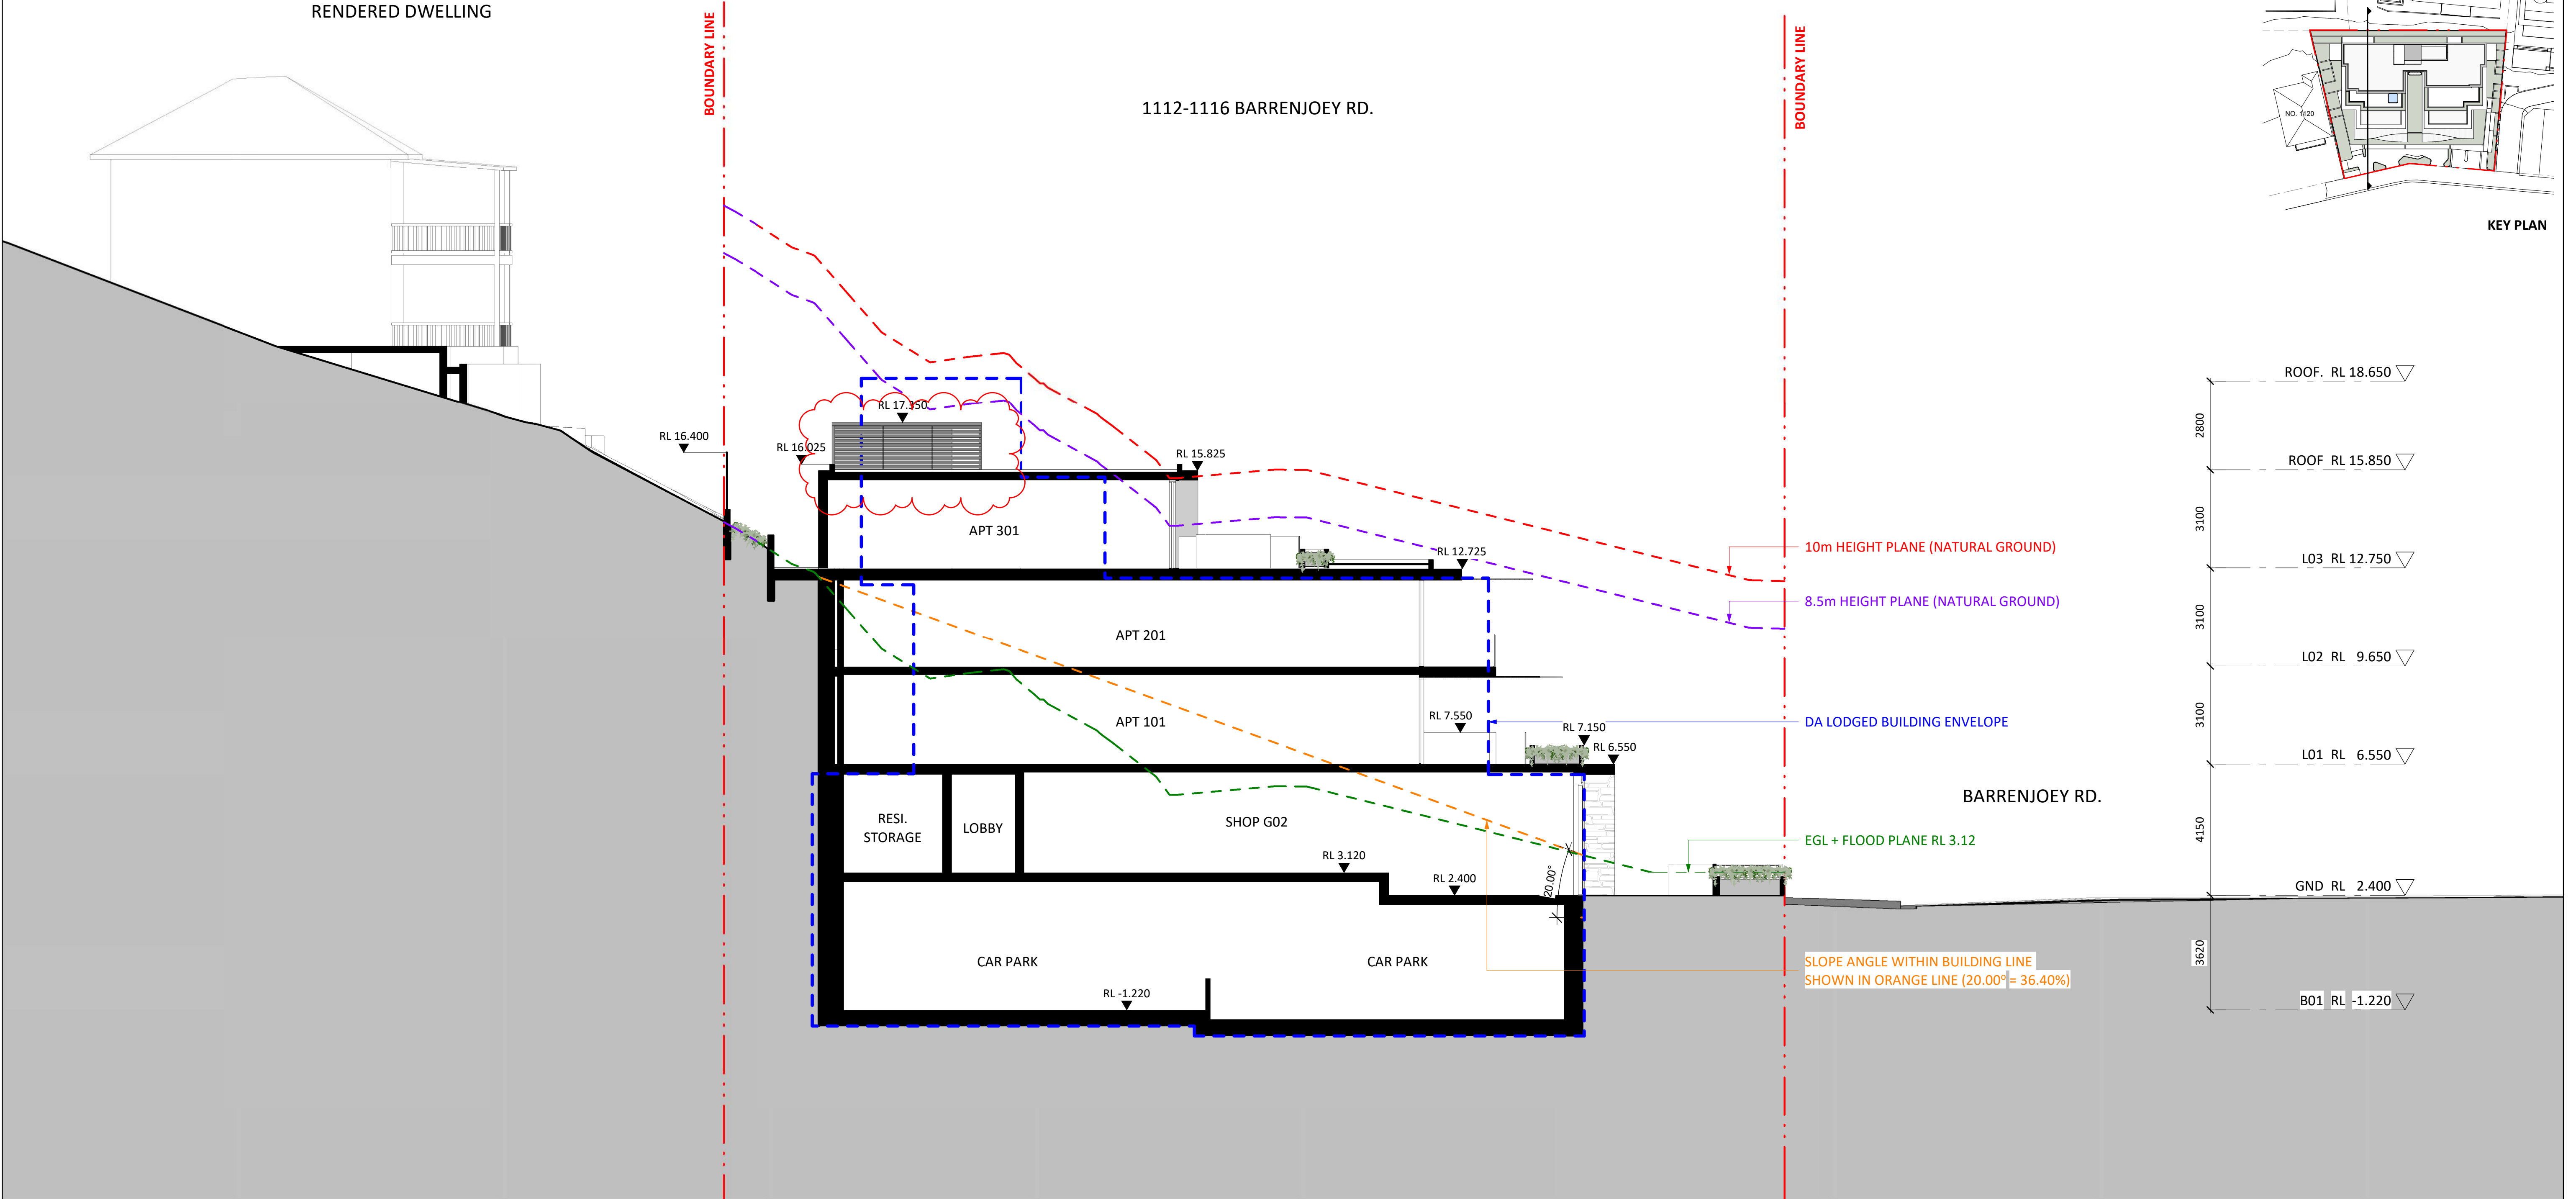 RENDERED DWELLING
BOUNDARY LINE
1112-1116 BARRENJOEY RD.
BOUNDARY LINE
NO. 1120
KEY PLAN
ROOF. RL 18.650
2800
RL 17.350
RL 16.400
RL 16.025
RL 15.825
ROOF RL 15.850
3100
APT 301
10m HEIGHT PLANE (NATURAL GROUND)
RL 12.725
L03 RL 12.750
8.5m HEIGHT PLANE (NATURAL GROUND)
3100
APT 201
L02 RL 9.650
APT 101
RL 7.550
RL 7.150
DA LODGED BUILDING ENVELOPE
3100
RL 6.550
L01 RL 6.550
BARRENJOEY RD.
RESI.
STORAGE
LOBBY
SHOP G02
4150
EGL + FLOOD PLANE RL 3.12
RL 3.120
RL 2.400
20.00°
GND RL 2.400
CAR PARK
CAR PARK
SLOPE ANGLE WITHIN BUILDING LINE
SHOWN IN ORANGE LINE (20.00° = 36.40%)
3620
RL -1.220
B01 RL -1.220